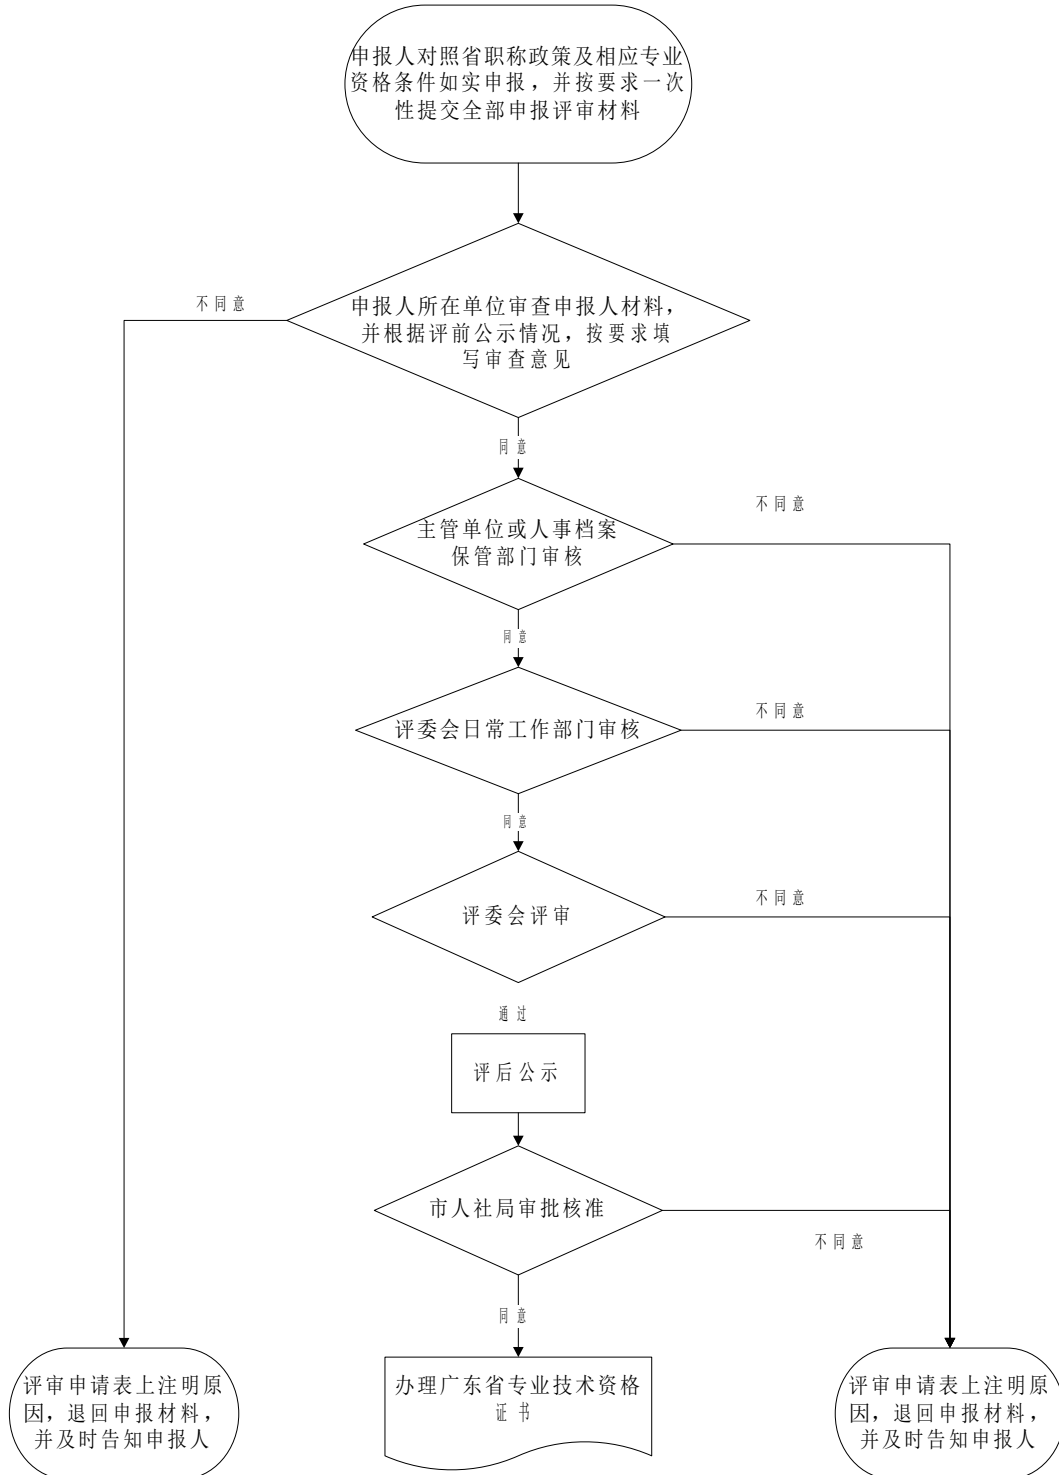 申报人对照省职称政策及相应专业
资格条件如实申报，并按要求一次
性提交全部申报评审材料
不同意
申报人所在单位审查申报人材料，
并根据评前公示情况，按要求填
写审查意见
同意
不同意
主管单位或人事档案
保管部门审核
同意
不同意
评委会日常工作部门审核
同意
不同意
评委会评审
通过
评后公示
市人社局审批核准
不同意
同意
评审申请表上注明原
因，退回申报材料，
并及时告知申报人
办理广东省专业技术资格
证书
评审申请表上注明原
因，退回申报材料，
并及时告知申报人